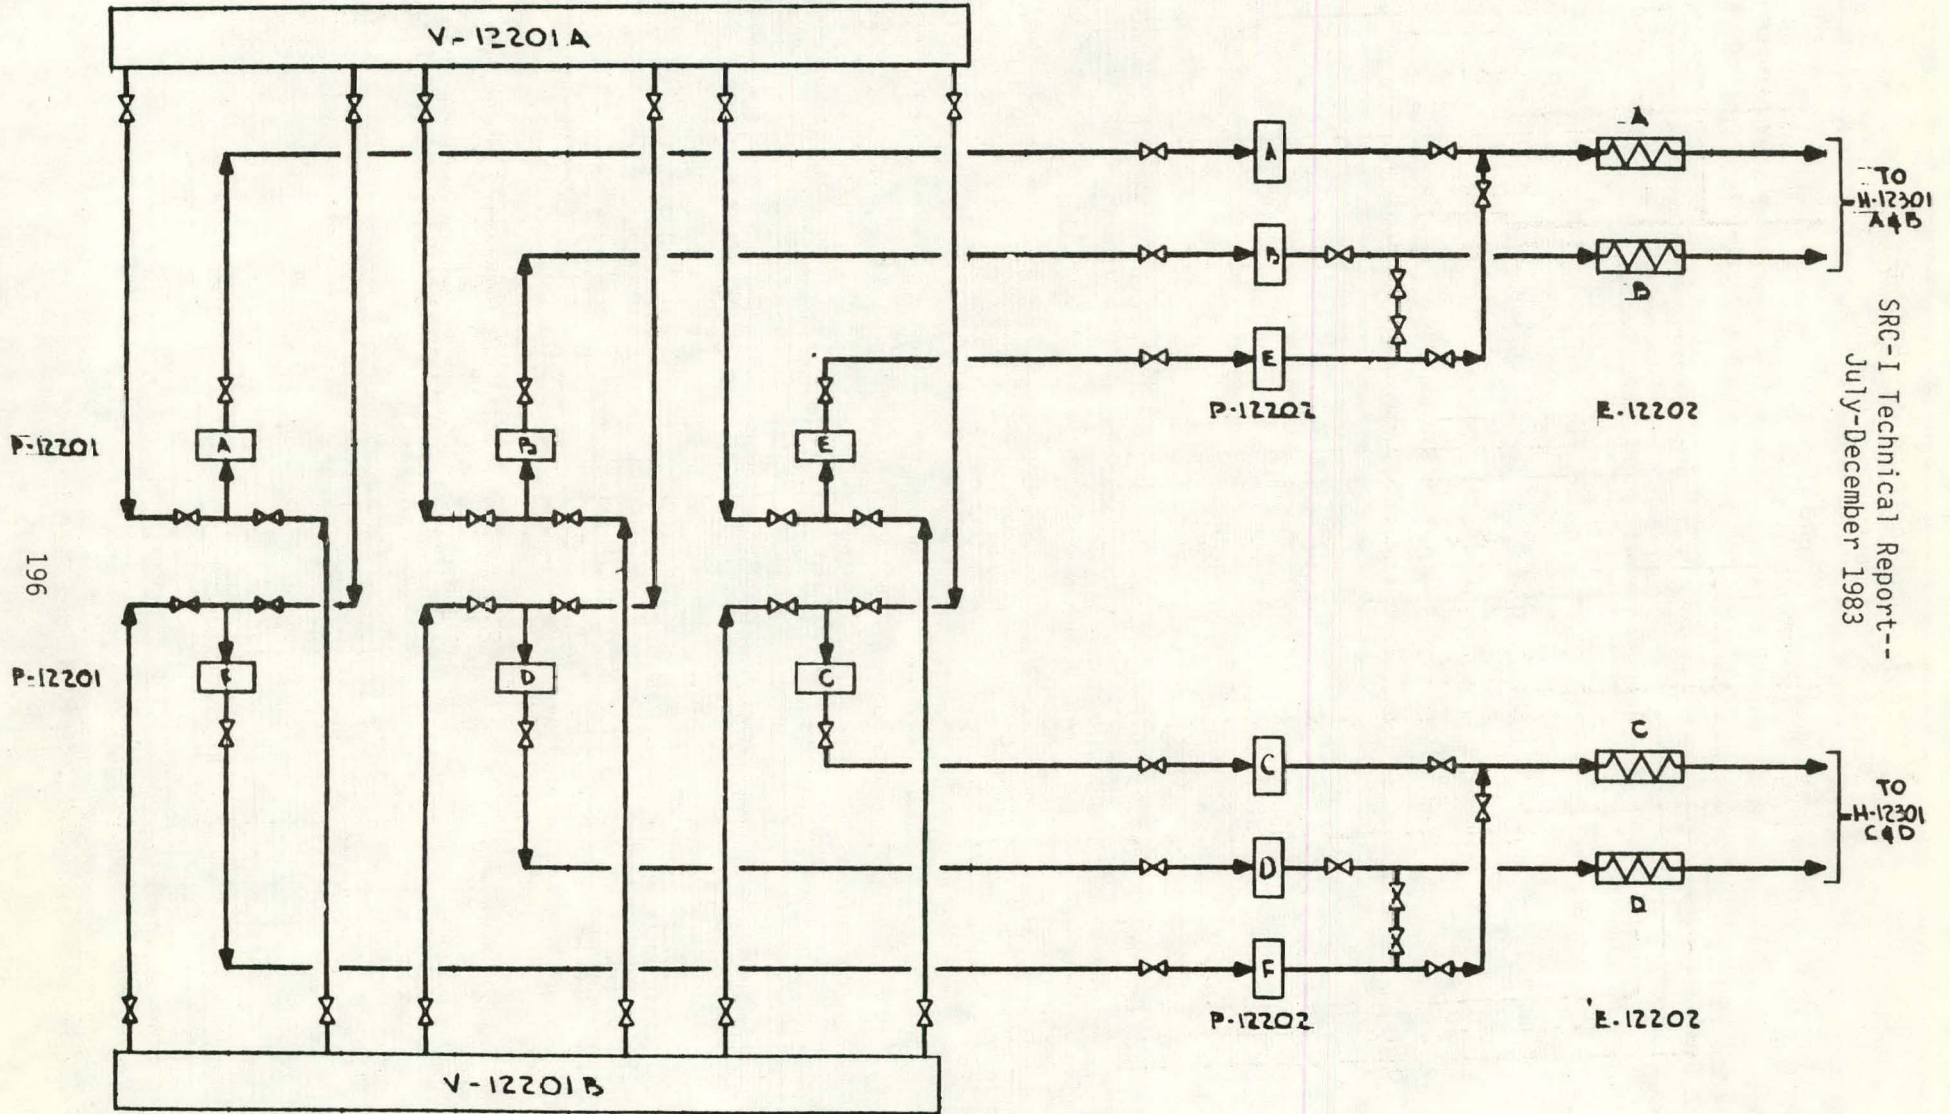 V-12201A
A
A
TO
H-12301
A&B
B
B
E
P-12202
E-12202
P-12201
A
B
E
SRC-I Technical Report--
July-December 1983
196
P-12201
D
C
C
C
TO
H-12301
C&D
D
D
F
P-12202
E-12202
V-12201B